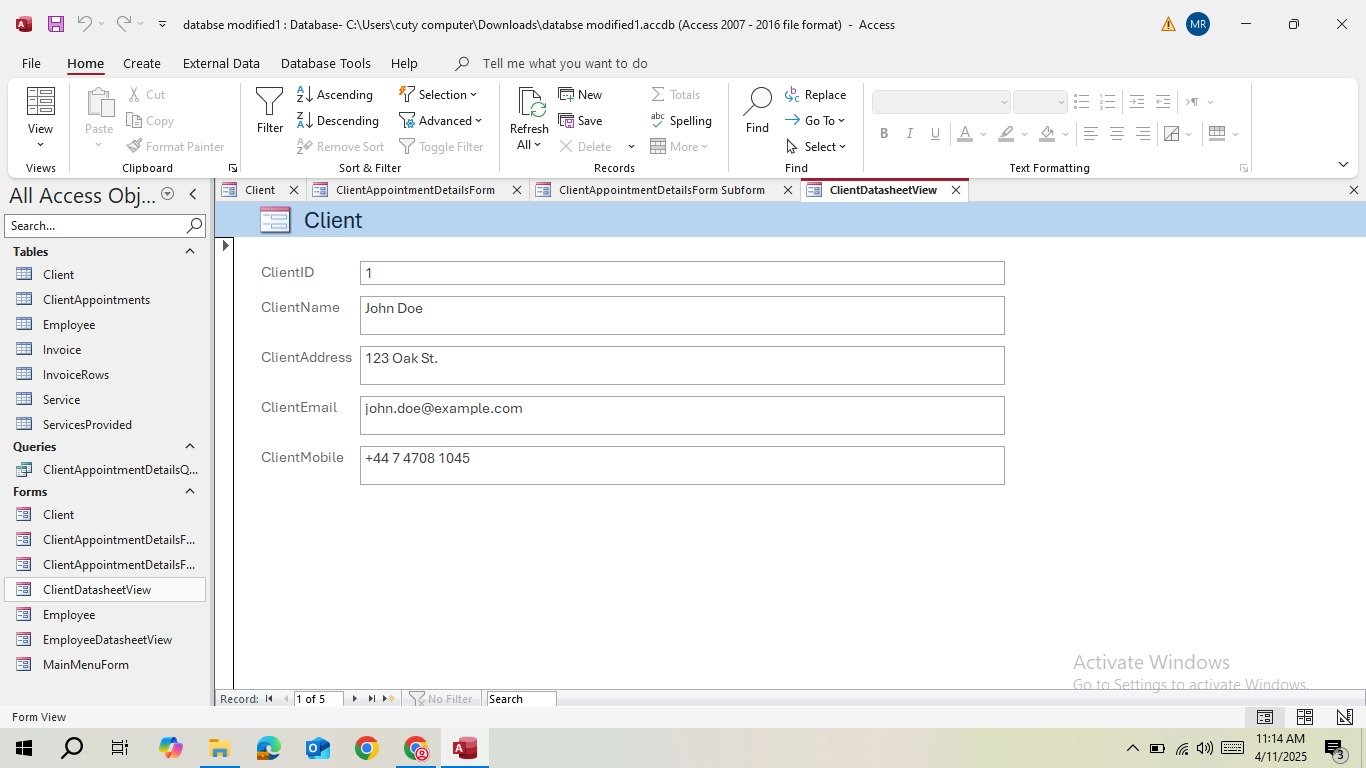 databse modified1 : Database- C:\Users\cuty computer\Downloads\databse modified1.accdb (Access 2007 - 2016 file format) - Access
MR
File Home Create External Data Database Tools Help Tell me what you want to do
View
Views
Paste
Cut
Copy
Format Painter
Clipboard
Filter
Ascending
Descending
Remove Sort
Selection
Advanced
Toggle Filter
Sort & Filter
Refresh
All
New
Save
Delete
Totals
Spelling
More
Records
Find
Replace
Go To
Select
Find
B I U A
Text Formatting
All Access Obj...
Search...
Tables
Client
ClientAppointments
Employee
Invoice
InvoiceRows
Service
ServicesProvided
Queries
ClientAppointmentDetailsQ...
Forms
Client
ClientAppointmentDetailsF...
ClientAppointmentDetailsF...
ClientDatasheetView
Employee
EmployeeDatasheetView
MainMenuForm
Client ClientAppointmentDetailsForm ClientAppointmentDetailsForm Subform ClientDatasheetView
Client
ClientID 1
ClientName John Doe
ClientAddress 123 Oak St.
ClientEmail john.doe@example.com
ClientMobile +44 7 4708 1045
Activate Windows
Go to Settings to activate Windows.
Record: 1 of 5 No Filter Search
Form View
11:14 AM
4/11/2025
3